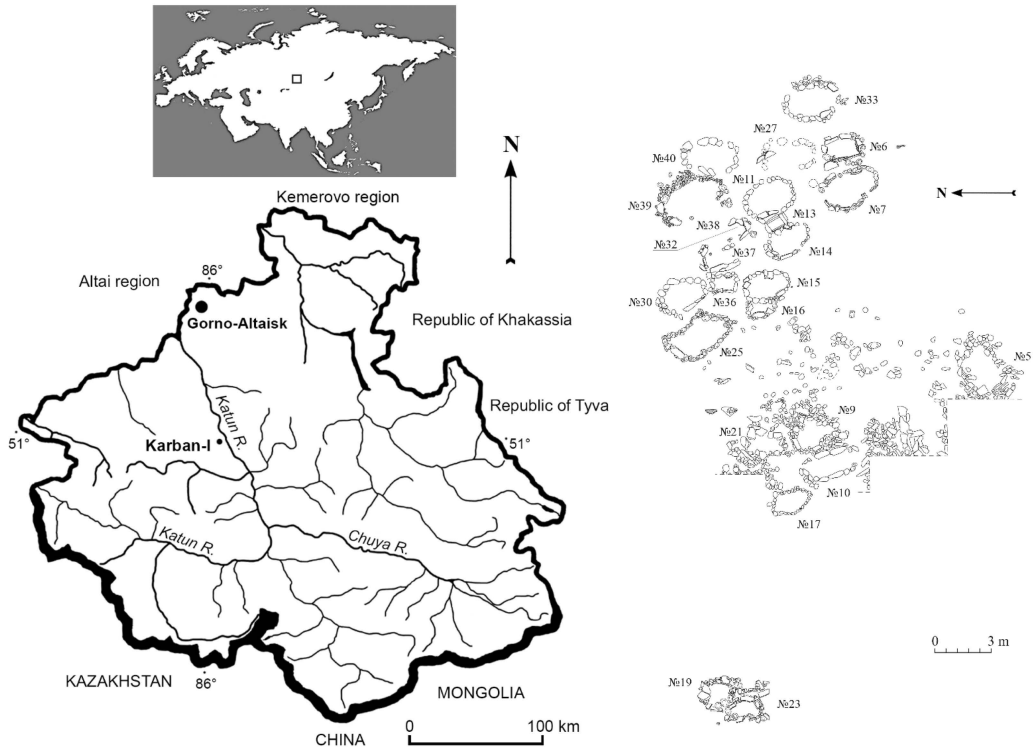 N
Kemerovo region
Altai region
86°
Gorno-Altaisk
Republic of Khakassia
Republic of Tyva
51°
Karban-I
Katun R.
51°
Katun R.
Chuya R.
KAZAKHSTAN
86°
MONGOLIA
CHINA
0
100 km
№33
№27
№6
№40
№11
N
№39
№7
№38
№13
№32
№37
№14
№15
№30
№36
№16
№25
№5
№9
№21
№10
№17
0
3 m
№19
№23